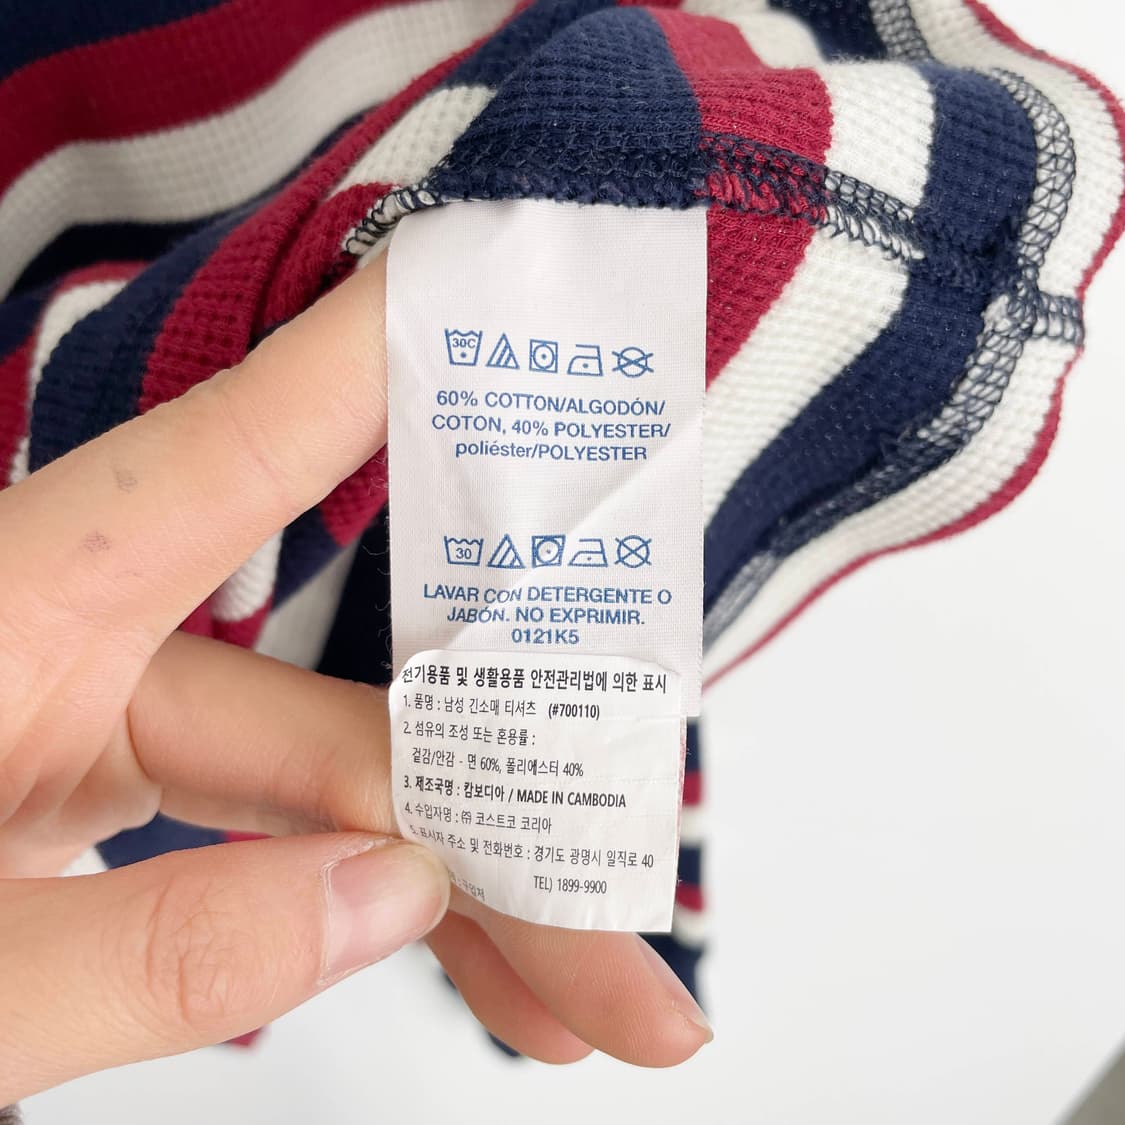 30C
60% COTTON/ALGODÓN/
COTON, 40% POLYESTER/
poliéster/POLYESTER
30
LAVAR CON DETERGENTE O
JABÓN. NO EXPRIMIR.
0121K5
전기용품 및 생활용품 안전관리법에 의한 표시
1. 품명 : 남성 긴소매 티셔츠 (#700110)
2. 섬유의 조성 또는 혼용률 :
겉감/안감 - 면 60%, 폴리에스터 40%
3. 제조국명 : 캄보디아 / MADE IN CAMBODIA
4. 수입자명 : ㈜ 코스트코 코리아
5. 표시자 주소 및 전화번호 : 경기도 광명시 일직로 40
TEL) 1899-9900